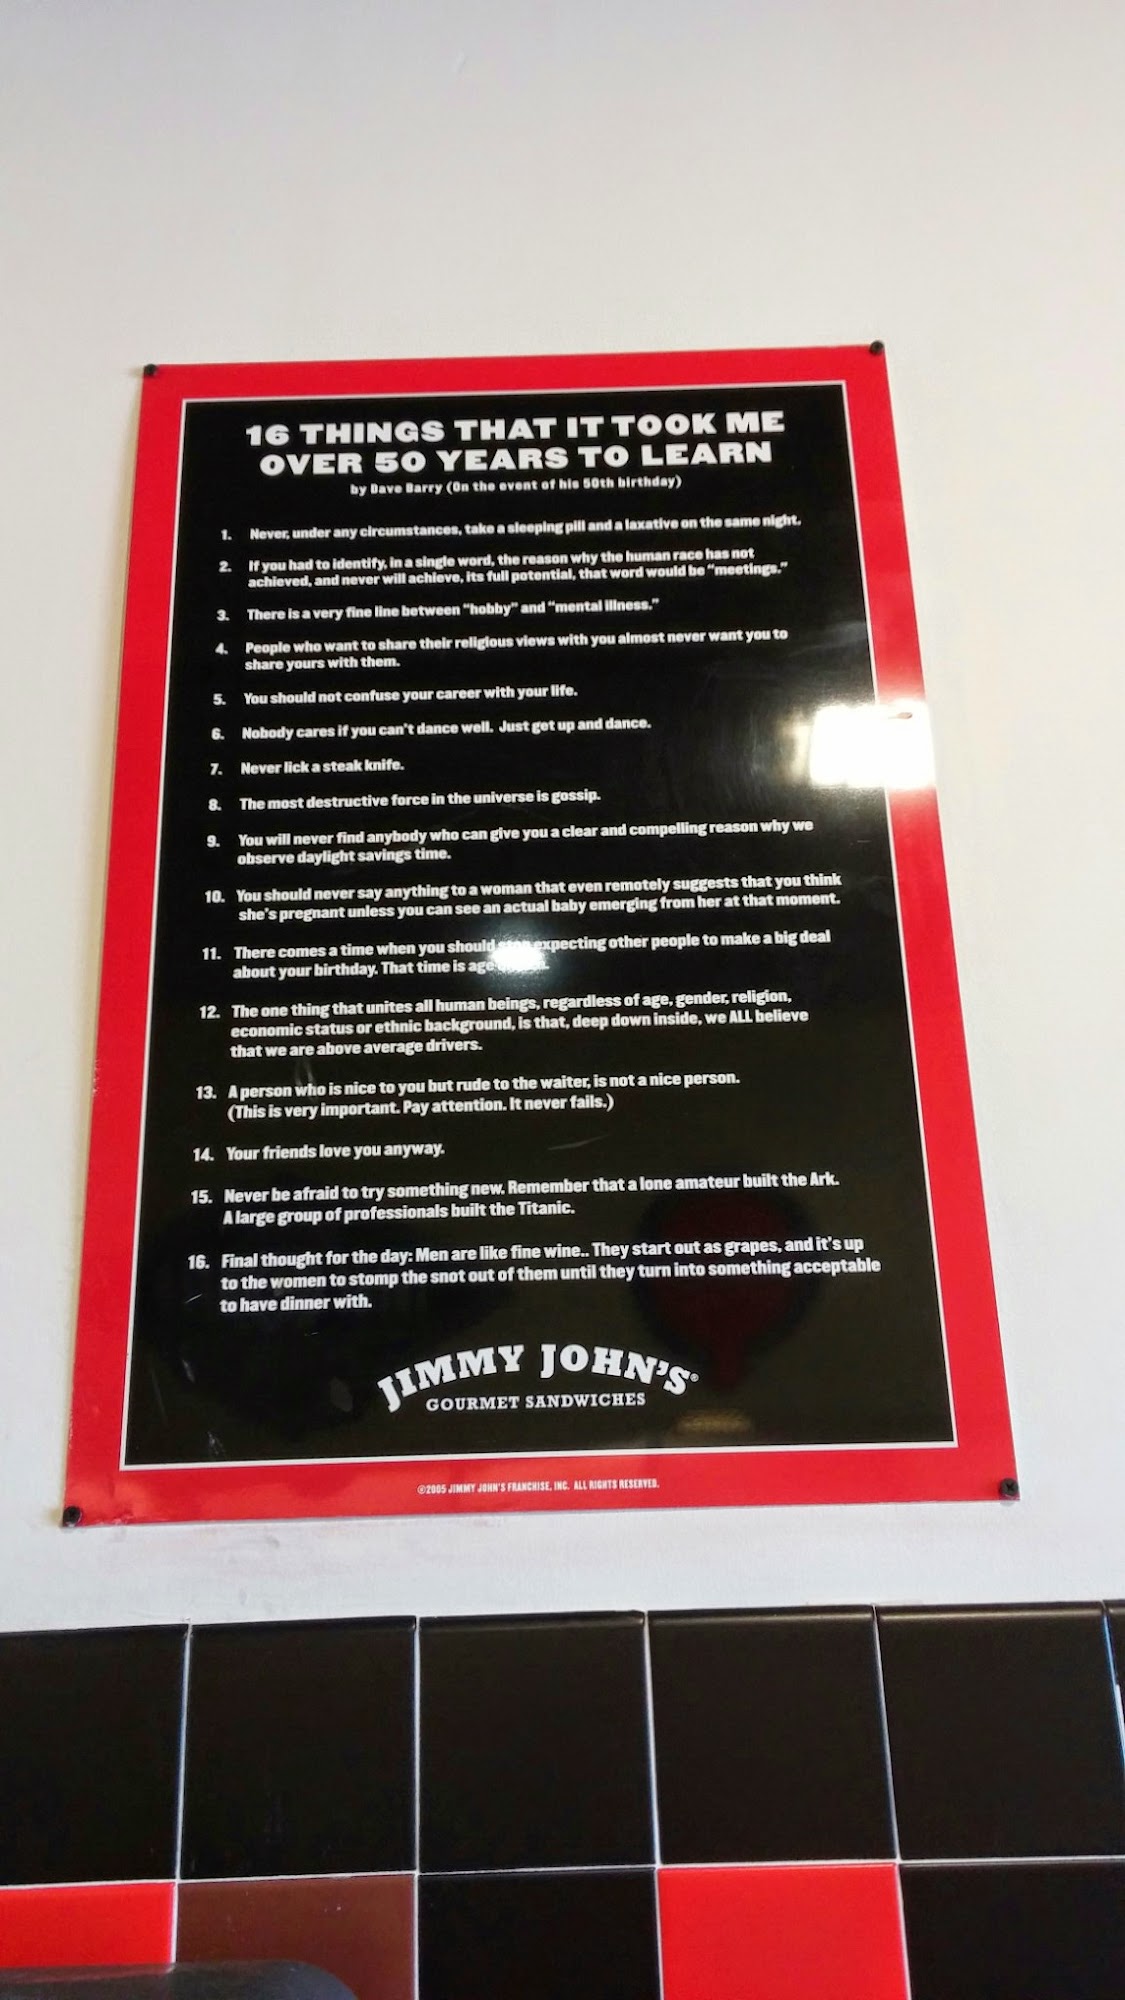 16 THINGS THAT IT TOOK ME
OVER 50 YEARS TO LEARN
by Dave Barry (On the event of his 50th birthday)
1. Never, under any circumstances, take a sleeping pill and a laxative on the same night.
2. If you had to identify, in a single word, the reason why the human race has not
achieved, and never will achieve, its full potential, that word would be "meetings."
3. There is a very fine line between "hobby" and "mental illness."
4. People who want to share their religious views with you almost never want you to
share yours with them.
5. You should not confuse your career with your life.
6. Nobody cares if you can't dance well. Just get up and dance.
7. Never lick a steak knife.
8. The most destructive force in the universe is gossip.
9. You will never find anybody who can give you a clear and compelling reason why we
observe daylight savings time.
10. You should never say anything to a woman that even remotely suggests that you think
she's pregnant unless you can see an actual baby emerging from her at that moment.
11. There comes a time when you should stop expecting other people to make a big deal
about your birthday. That time is age
12. The one thing that unites all human beings, regardless of age, gender, religion,
economic status or ethnic background, is that, deep down inside, we ALL believe
that we are above average drivers.
13. A person who is nice to you but rude to the waiter, is not a nice person.
(This is very important. Pay attention. It never fails.)
14. Your friends love you anyway.
15. Never be afraid to try something new. Remember that a lone amateur built the Ark.
A large group of professionals built the Titanic.
16. Final thought for the day: Men are like fine wine.. They start out as grapes, and it's up
to the women to stomp the snot out of them until they turn into something acceptable
to have dinner with.
JIMMY JOHN'S®
GOURMET SANDWICHES
©2005 JIMMY JOHN'S FRANCHISE, INC. ALL RIGHTS RESERVED.